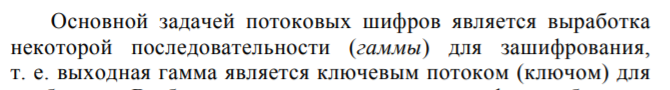 Основной задачей потоковых шифров является выработка
некоторой последовательности (гаммы) для зашифрования,
т. е. выходная гамма является ключевым потоком (ключом) для